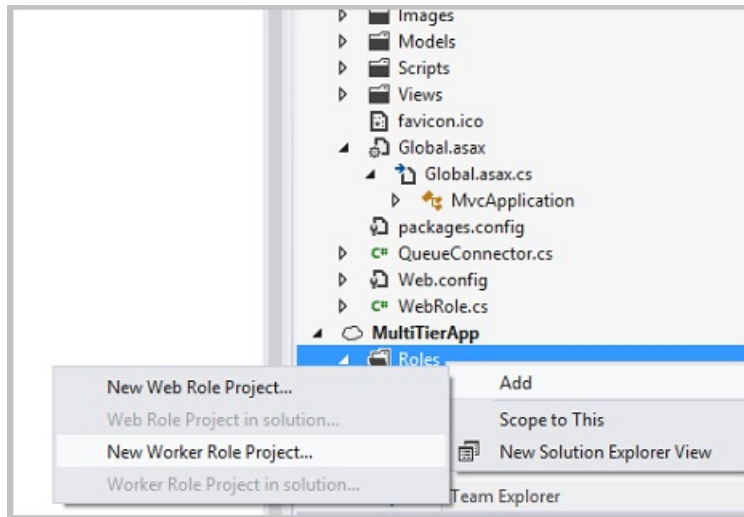 Images
Models
Scripts
Views
favicon.ico
Global.asax
Global.asax.cs
MvcApplication
packages.config
C# QueueConnector.cs
Web.config
C# WebRole.cs
MultiTierApp
Roles
New Web Role Project...
Web Role Project in solution...
New Worker Role Project...
Worker Role Project in solution...
Add
Scope to This
New Solution Explorer View
Team Explorer